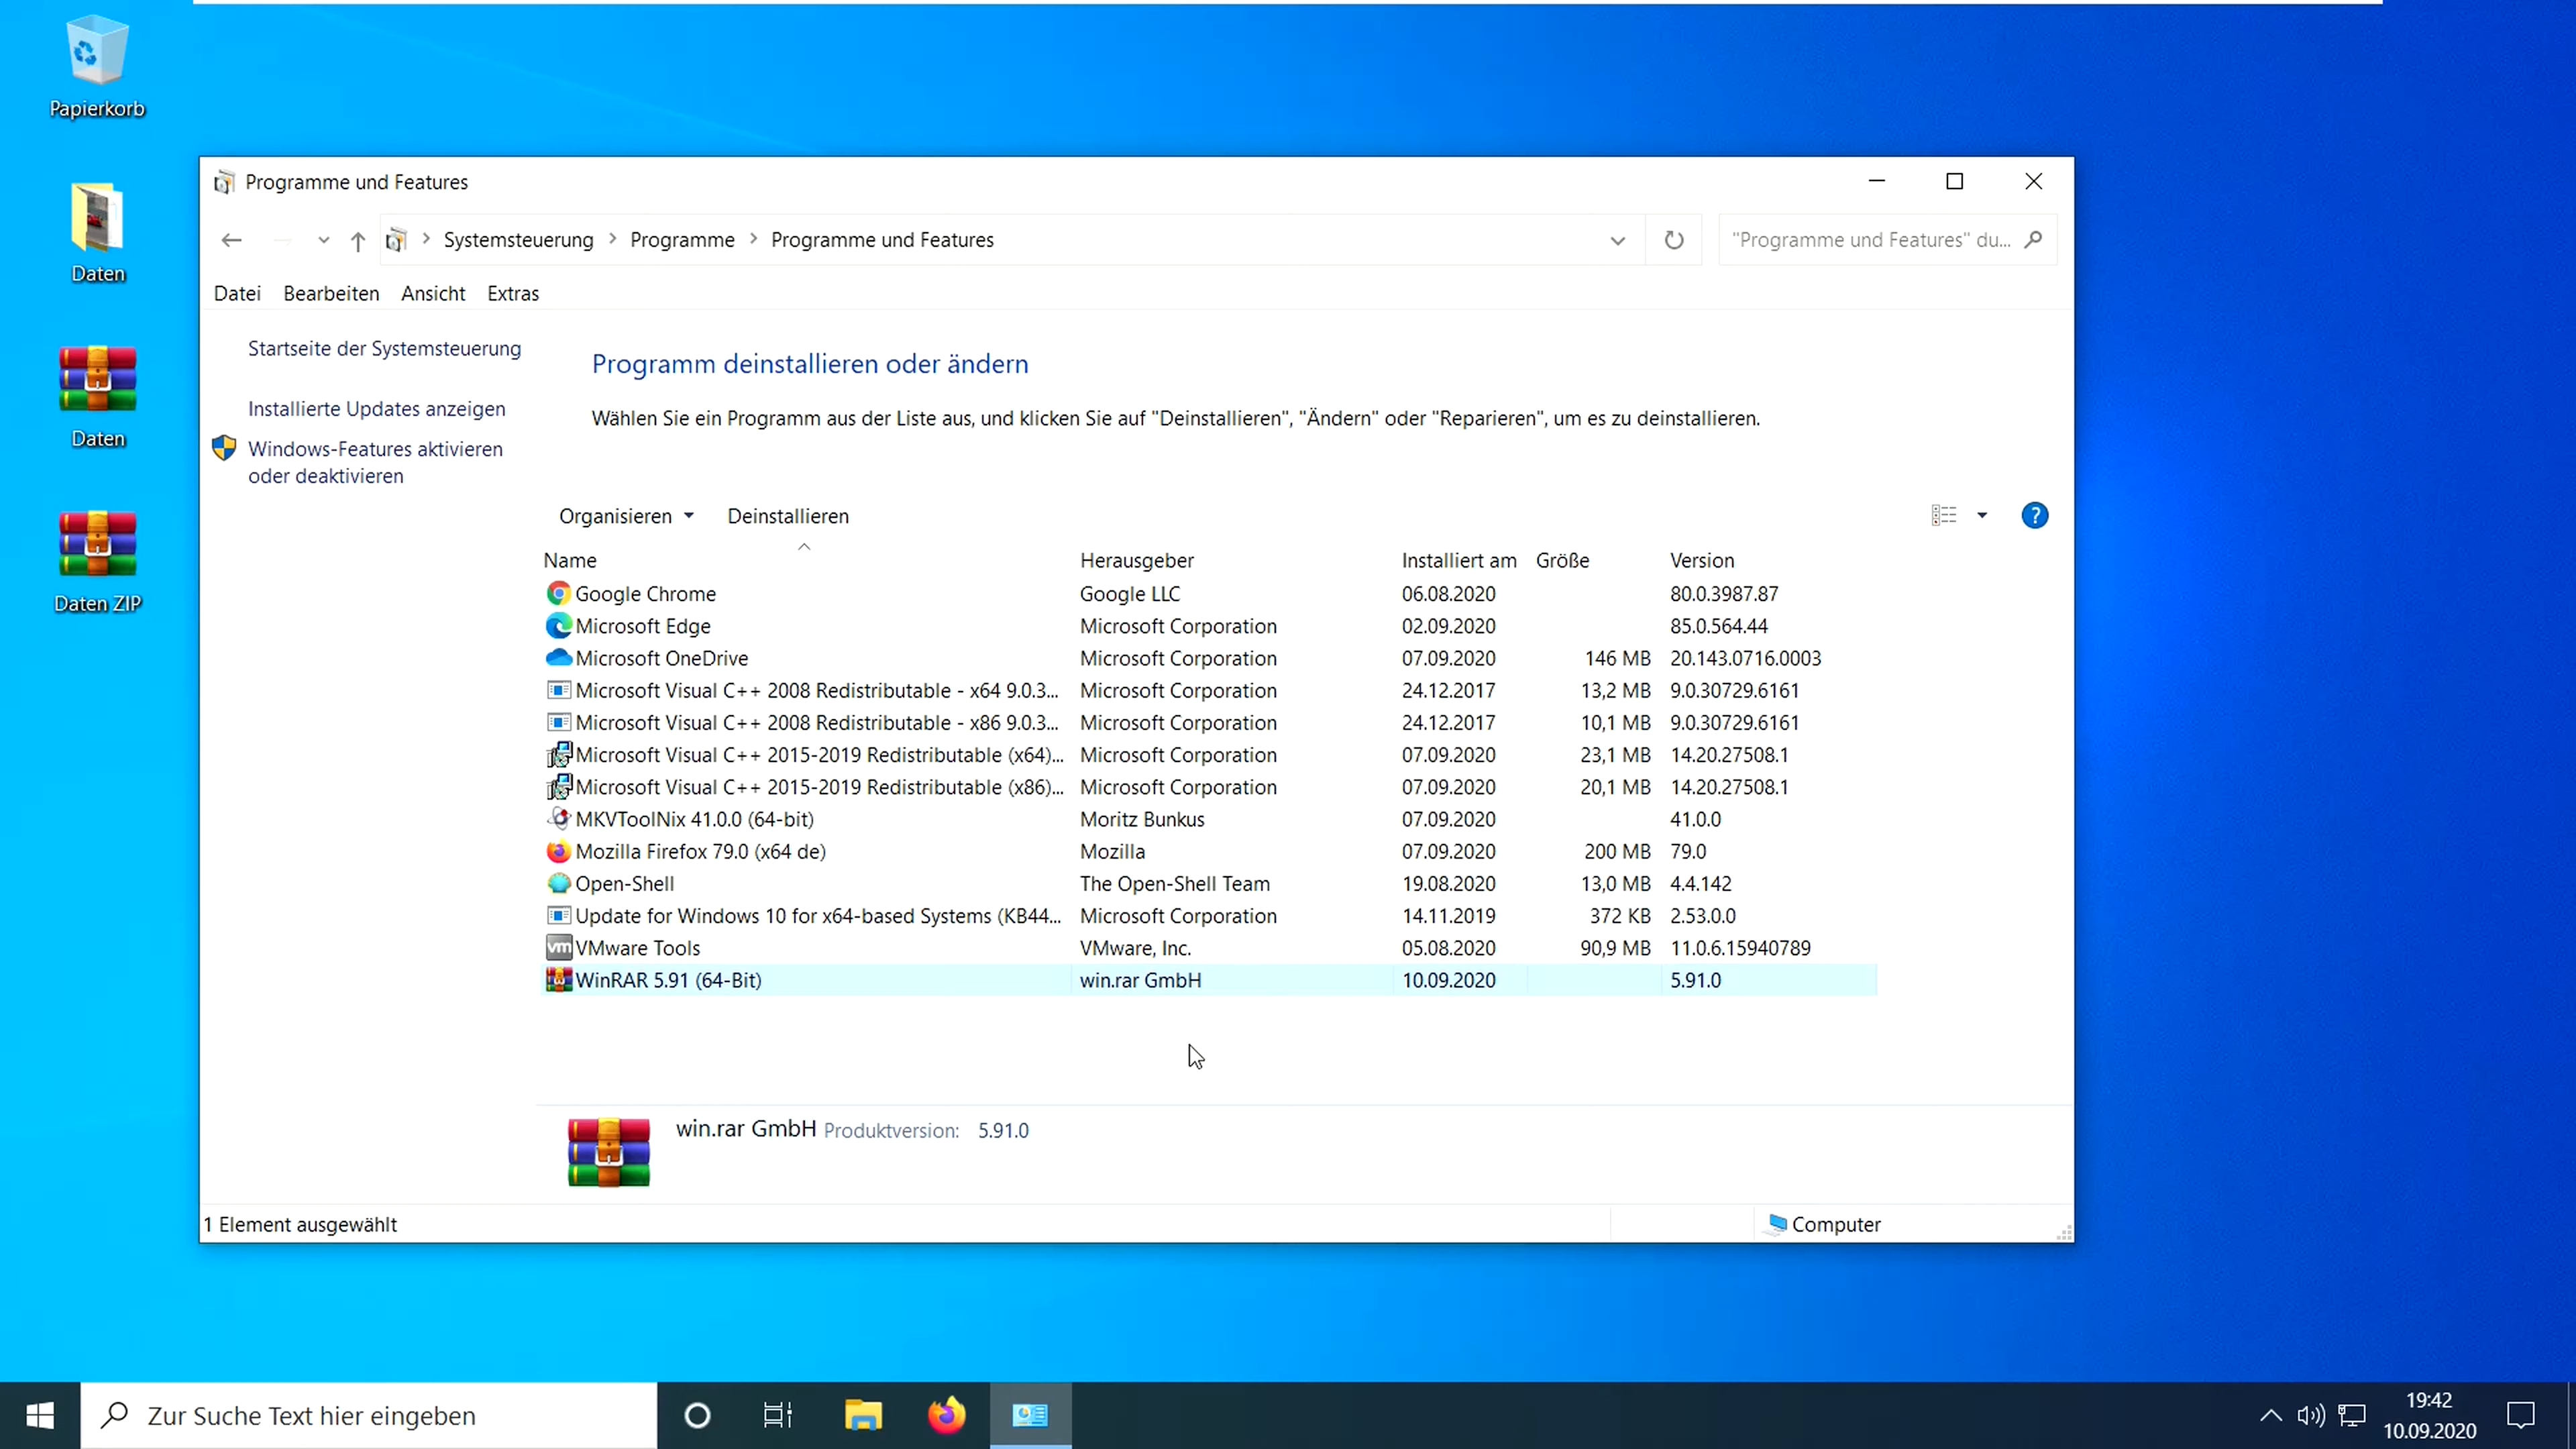 Papierkorb
Daten
Daten
Daten ZIP
Programme und Features
Systemsteuerung
Programme
Programme und Features
"Programme und Features" du...
Datei Bearbeiten Ansicht Extras
Startseite der Systemsteuerung
Installierte Updates anzeigen
Windows-Features aktivieren
oder deaktivieren
Programm deinstallieren oder ändern
Wählen Sie ein Programm aus der Liste aus, und klicken Sie auf "Deinstallieren", "Ändern" oder "Reparieren", um es zu deinstallieren.
Organisieren Deinstallieren
?
Name Herausgeber Installiert am Größe Version
Google Chrome Google LLC 06.08.2020 80.0.3987.87
Microsoft Edge Microsoft Corporation 02.09.2020 85.0.564.44
Microsoft OneDrive Microsoft Corporation 07.09.2020 146 MB 20.143.0716.0003
Microsoft Visual C++ 2008 Redistributable - x64 9.0.3... Microsoft Corporation 24.12.2017 13,2 MB 9.0.30729.6161
Microsoft Visual C++ 2008 Redistributable - x86 9.0.3... Microsoft Corporation 24.12.2017 10,1 MB 9.0.30729.6161
Microsoft Visual C++ 2015-2019 Redistributable (x64)... Microsoft Corporation 07.09.2020 23,1 MB 14.20.27508.1
Microsoft Visual C++ 2015-2019 Redistributable (x86)... Microsoft Corporation 07.09.2020 20,1 MB 14.20.27508.1
MKVToolNix 41.0.0 (64-bit) Moritz Bunkus 07.09.2020 41.0.0
Mozilla Firefox 79.0 (x64 de) Mozilla 07.09.2020 200 MB 79.0
Open-Shell The Open-Shell Team 19.08.2020 13,0 MB 4.4.142
Update for Windows 10 for x64-based Systems (KB44... Microsoft Corporation 14.11.2019 372 KB 2.53.0.0
vm VMware Tools VMware, Inc. 05.08.2020 90,9 MB 11.0.6.15940789
WinRAR 5.91 (64-Bit) win.rar GmbH 10.09.2020 5.91.0
win.rar GmbH Produktversion: 5.91.0
1 Element ausgewählt
Computer
Zur Suche Text hier eingeben
19:42
10.09.2020